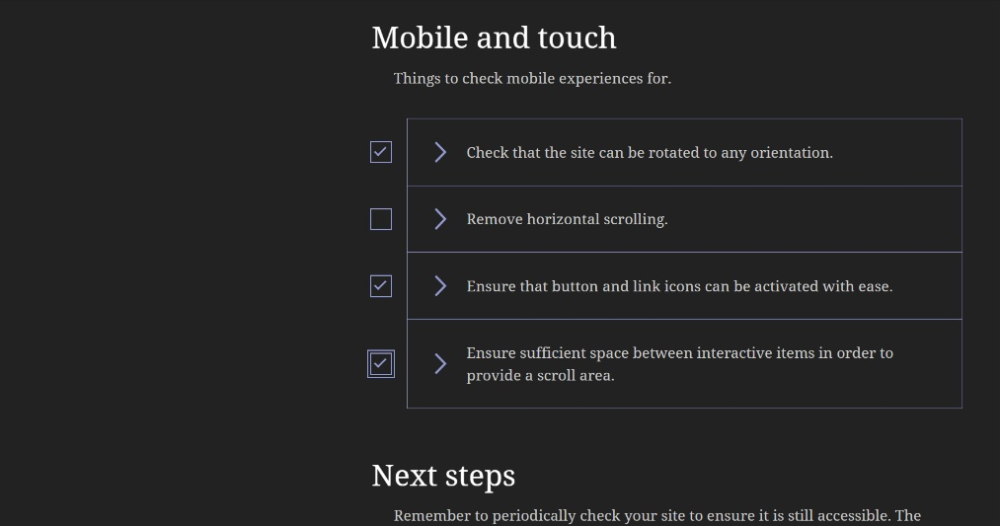 Mobile and touch
Things to check mobile experiences for.
Check that the site can be rotated to any orientation.
Remove horizontal scrolling.
Ensure that button and link icons can be activated with ease.
Ensure sufficient space between interactive items in order to
provide a scroll area.
Next steps
Remember to periodically check your site to ensure it is still accessible. The